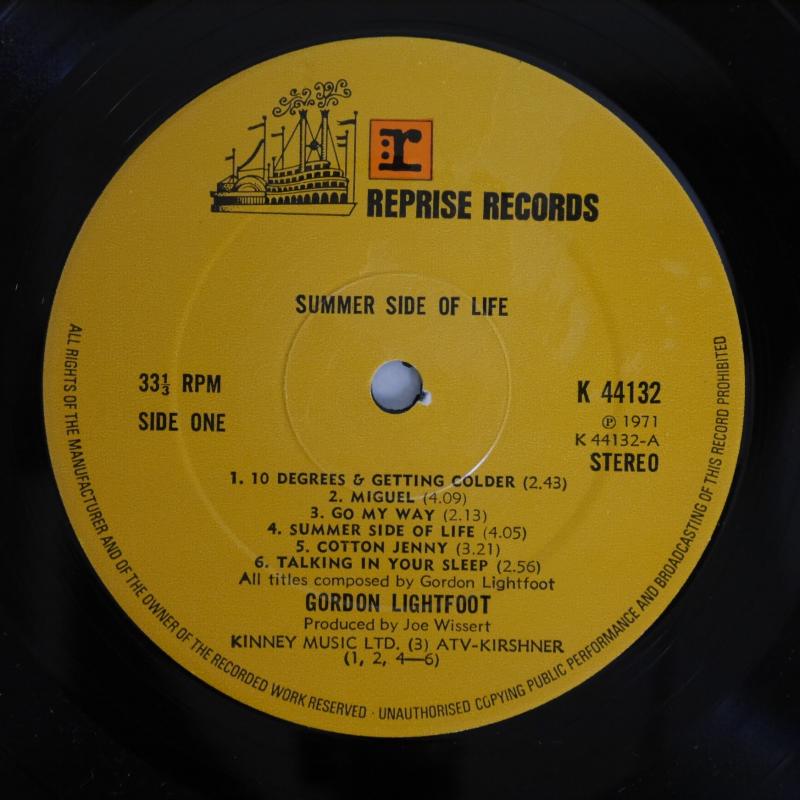 r
REPRISE RECORDS
SUMMER SIDE OF LIFE
33⅓ RPM
SIDE ONE
K 44132
Ⓟ 1971
K 44132-A
STEREO
1. 10 DEGREES & GETTING COLDER (2.43)
2. MIGUEL (4.09)
3. GO MY WAY (2.13)
4. SUMMER SIDE OF LIFE (4.05)
5. COTTON JENNY (3.21)
6. TALKING IN YOUR SLEEP (2.56)
All titles composed by Gordon Lightfoot
GORDON LIGHTFOOT
Produced by Joe Wissert
KINNEY MUSIC LTD. (3) ATV-KIRSHNER
(1, 2, 4—6)
ALL RIGHTS OF THE MANUFACTURER AND OF THE OWNER OF THE RECORDED WORK RESERVED · UNAUTHORISED COPYING PUBLIC PERFORMANCE AND BROADCASTING OF THIS RECORD PROHIBITED